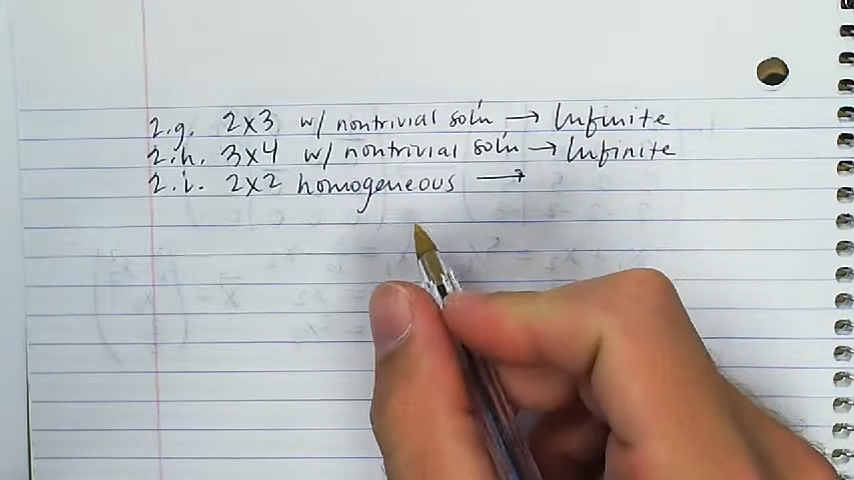 2.g. 2x3 w/ nontrivial sol'n → Infinite
2.h. 3x4 w/ nontrivial sol'n → Infinite
2.i. 2x2 homogeneous →